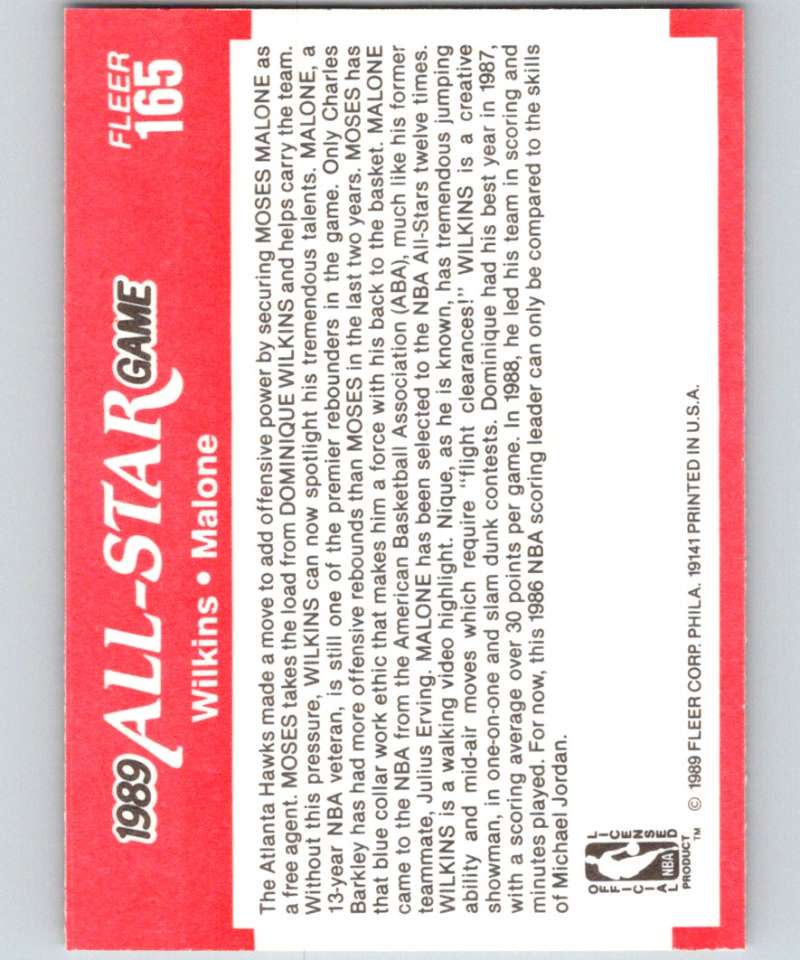 FLEER
165
1989 ALL-STAR GAME
Wilkins • Malone
The Atlanta Hawks made a move to add offensive power by securing MOSES MALONE as
a free agent. MOSES takes the load from DOMINIQUE WILKINS and helps carry the team.
Without this pressure, WILKINS can now spotlight his tremendous talents. MALONE, a
13-year NBA veteran, is still one of the premier rebounders in the game. Only Charles
Barkley has had more offensive rebounds than MOSES in the last two years. MOSES has
that blue collar work ethic that makes him a force with his back to the basket. MALONE
came to the NBA from the American Basketball Association (ABA), much like his former
teammate, Julius Erving. MALONE has been selected to the NBA All-Stars twelve times.
WILKINS is a walking video highlight. Nique, as he is known, has tremendous jumping
ability and mid-air moves which require “flight clearances!” WILKINS is a creative
showman, in one-on-one and slam dunk contests. Dominique had his best year in 1987,
with a scoring average over 30 points per game. In 1988, he led his team in scoring and
minutes played. For now, this 1986 NBA scoring leader can only be compared to the skills
of Michael Jordan.
OFFICIAL
LICENSED
NBA
PRODUCT
™ © 1989 FLEER CORP. PHILA. 19141 PRINTED IN U.S.A.